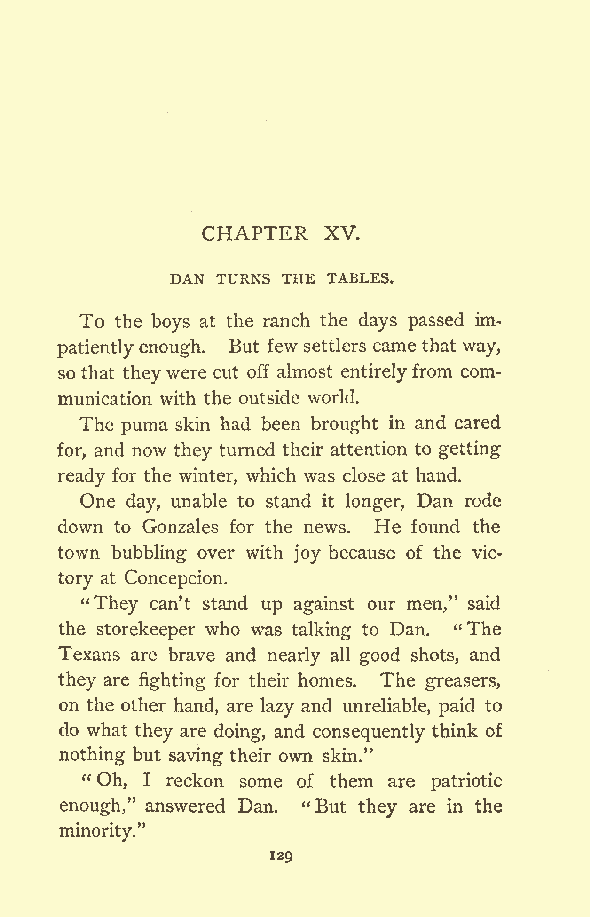 CHAPTER XV.
DAN TURNS THE TABLES.
To the boys at the ranch the days passed im-
patiently enough. But few settlers came that way,
so that they were cut off almost entirely from com-
munication with the outside world.
The puma skin had been brought in and cared
for, and now they turned their attention to getting
ready for the winter, which was close at hand.
One day, unable to stand it longer, Dan rode
down to Gonzales for the news. He found the
town bubbling over with joy because of the vic-
tory at Concepcion.
"They can't stand up against our men," said
the storekeeper who was talking to Dan. "The
Texans are brave and nearly all good shots, and
they are fighting for their homes. The greasers,
on the other hand, are lazy and unreliable, paid to
do what they are doing, and consequently think of
nothing but saving their own skin."
"Oh, I reckon some of them are patriotic
enough," answered Dan. "But they are in the
minority."
129